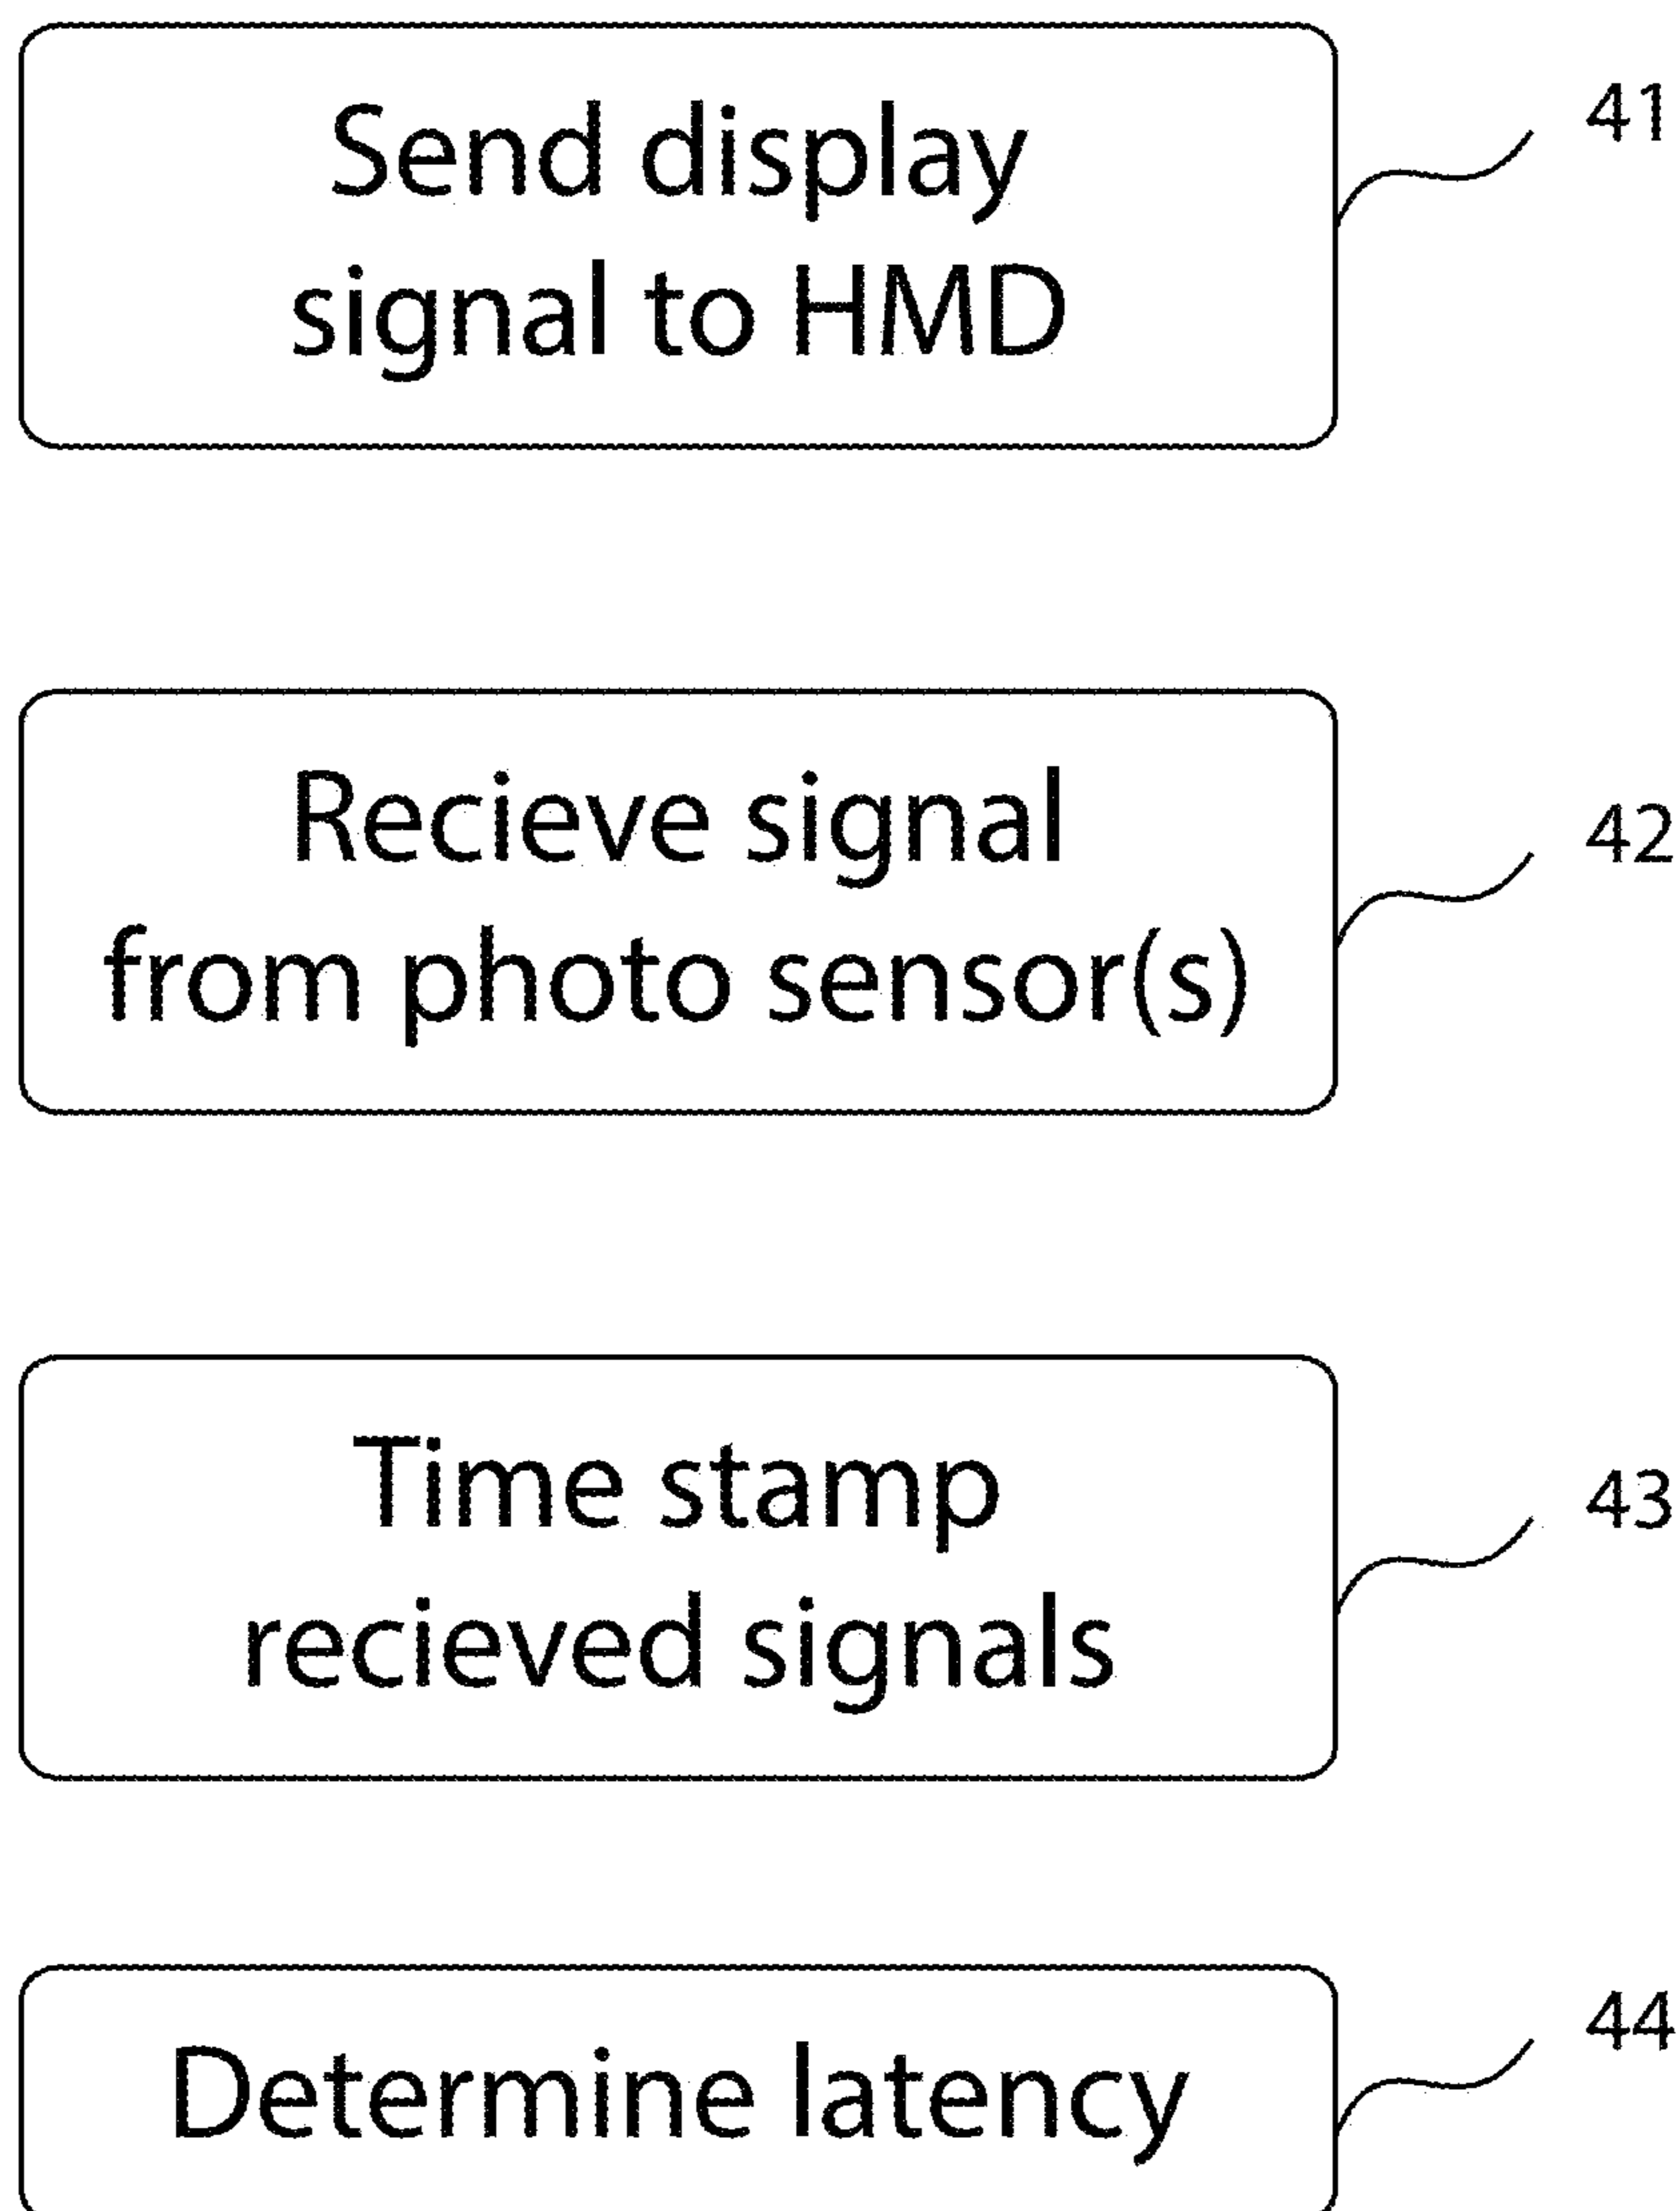 Send display
signal to HMD
41
Recieve signal
from photo sensor(s)
42
Time stamp
recieved signals
43
Determine latency
44